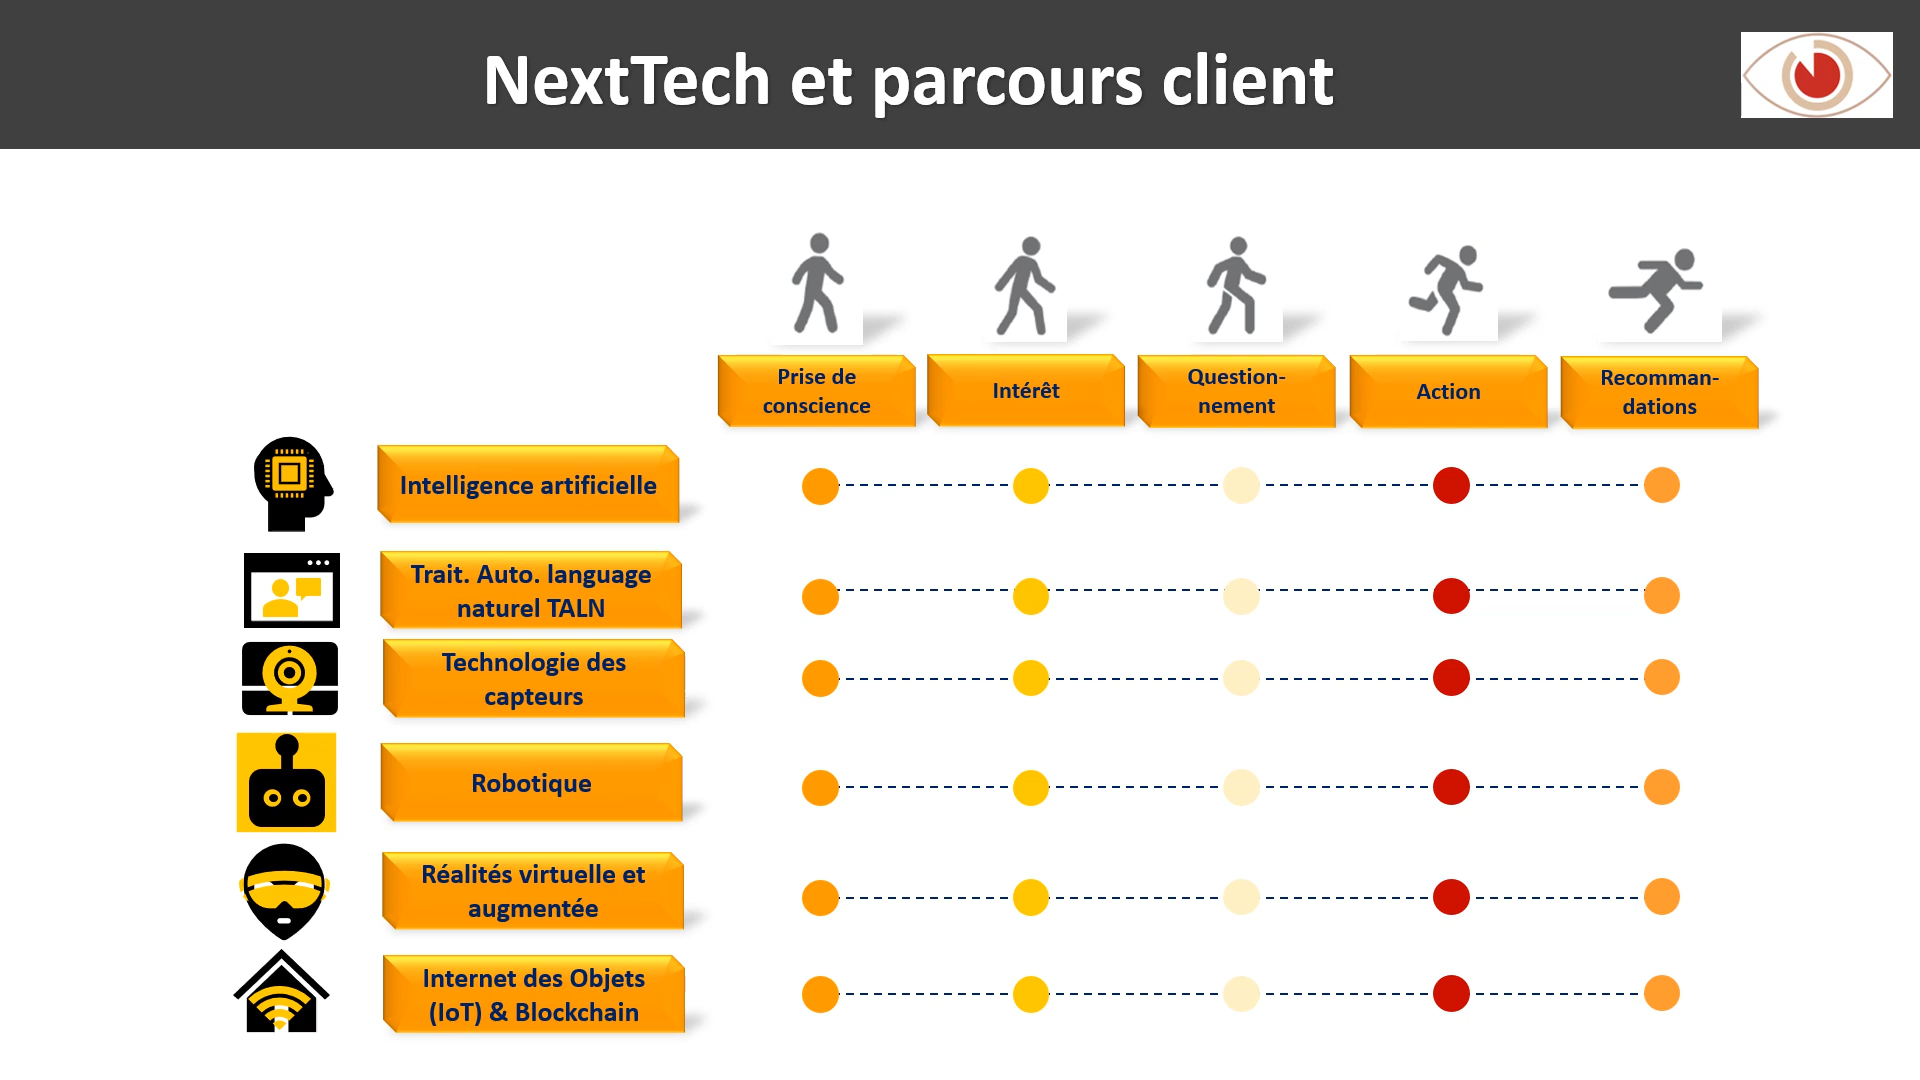 NextTech et parcours client
Prise de
conscience
Intérêt
Question-
nement
Action
Recomman-
dations
Intelligence artificielle
Trait. Auto. language
naturel TALN
Technologie des
capteurs
Robotique
Réalités virtuelle et
augmentée
Internet des Objets
(IoT) & Blockchain